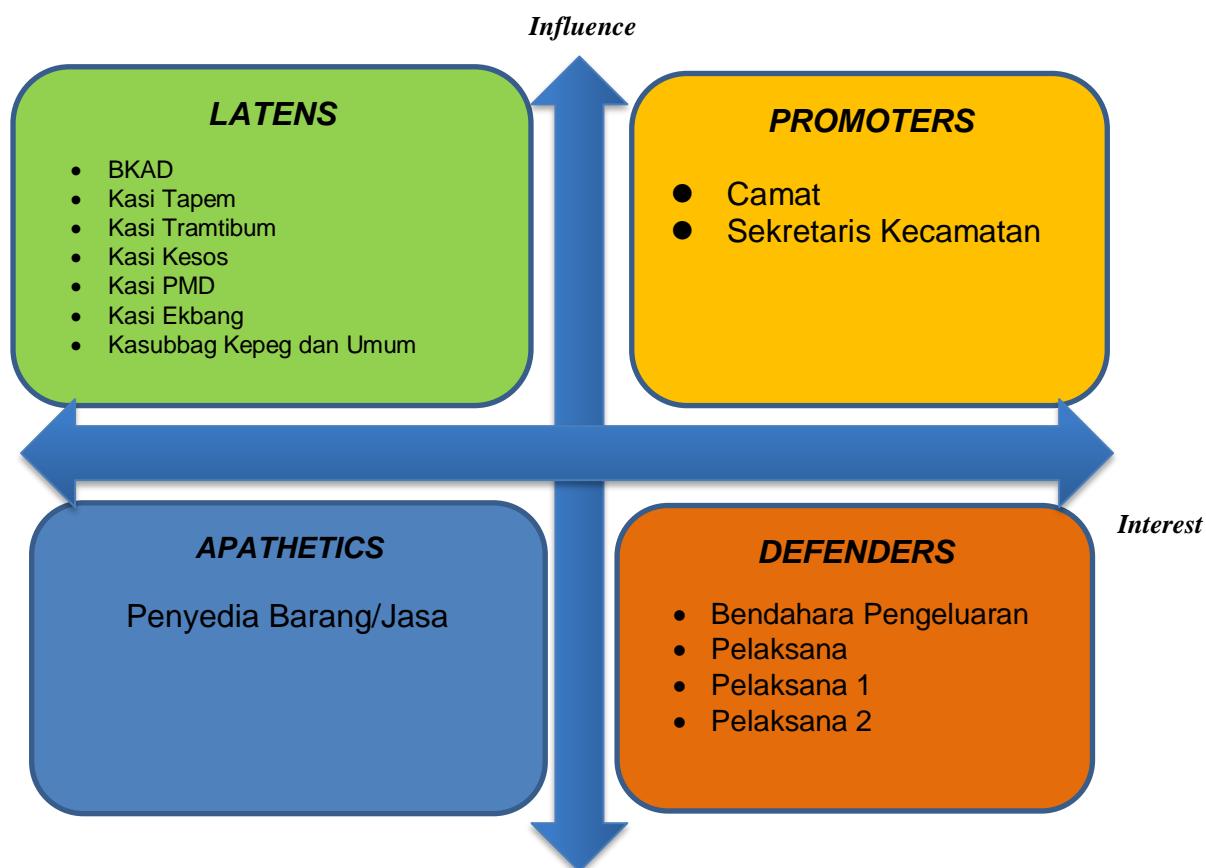 Influence
LATENS
• BKAD
• Kasi Tapem
• Kasi Tramtibum
• Kasi Kesos
• Kasi PMD
• Kasi Ekbang
• Kasubbag Kepeg dan Umum
PROMOTERS
● Camat
● Sekretaris Kecamatan
Interest
APATHETICS
Penyedia Barang/Jasa
DEFENDERS
• Bendahara Pengeluaran
• Pelaksana
• Pelaksana 1
• Pelaksana 2